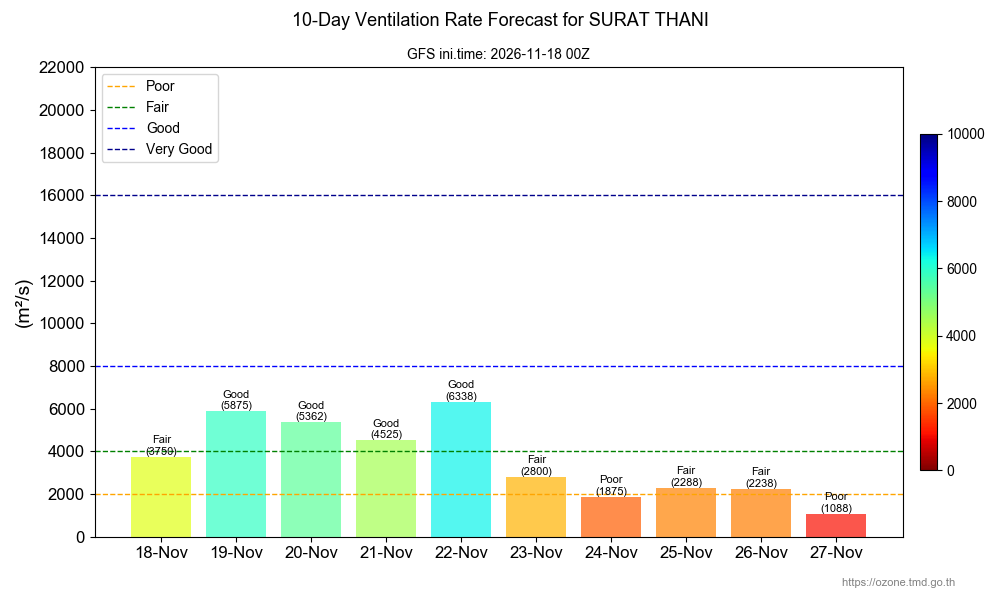 10-Day Ventilation Rate Forecast for SURAT THANI
GFS ini.time: 2026-11-18 00Z
(m²/s)
22000
20000
18000
16000
14000
12000
10000
8000
6000
4000
2000
0
Poor
Fair
Good
Very Good
Fair
(3750)
Good
(5875)
Good
(5362)
Good
(4525)
Good
(6338)
Fair
(2800)
Poor
(1875)
Fair
(2288)
Fair
(2238)
Poor
(1088)
18-Nov 19-Nov 20-Nov 21-Nov 22-Nov 23-Nov 24-Nov 25-Nov 26-Nov 27-Nov
10000
8000
6000
4000
2000
0
https://ozone.tmd.go.th